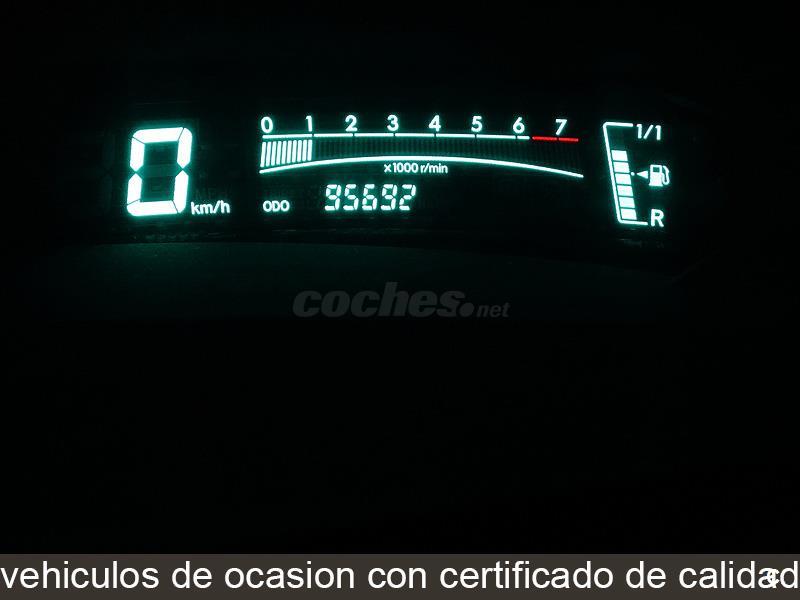 0 1 2 3 4 5 6 7 1/1
0 km/h x1000 r/min
ODO 95692 R
coches.net
vehiculos de ocasion con certificado de calidad